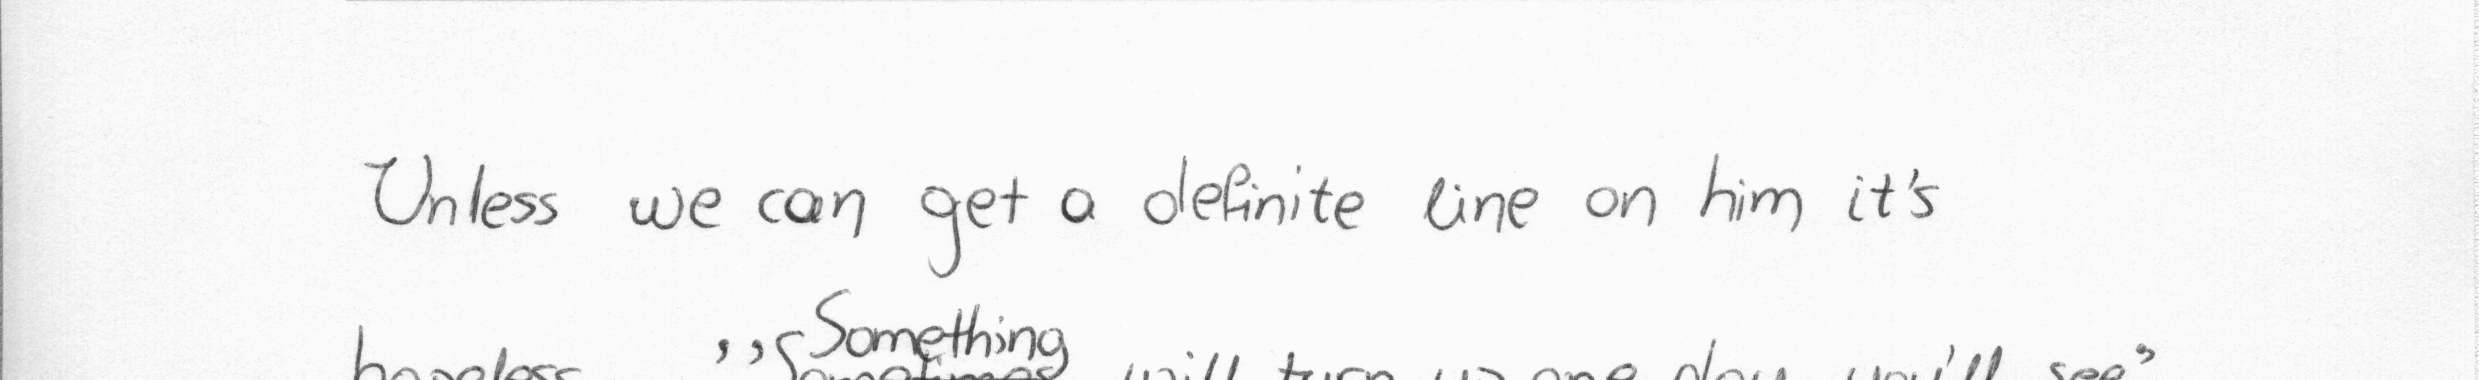 Unless we can get a definite line on him it's
hopeless. ,,Something will turn up one day you'll see"